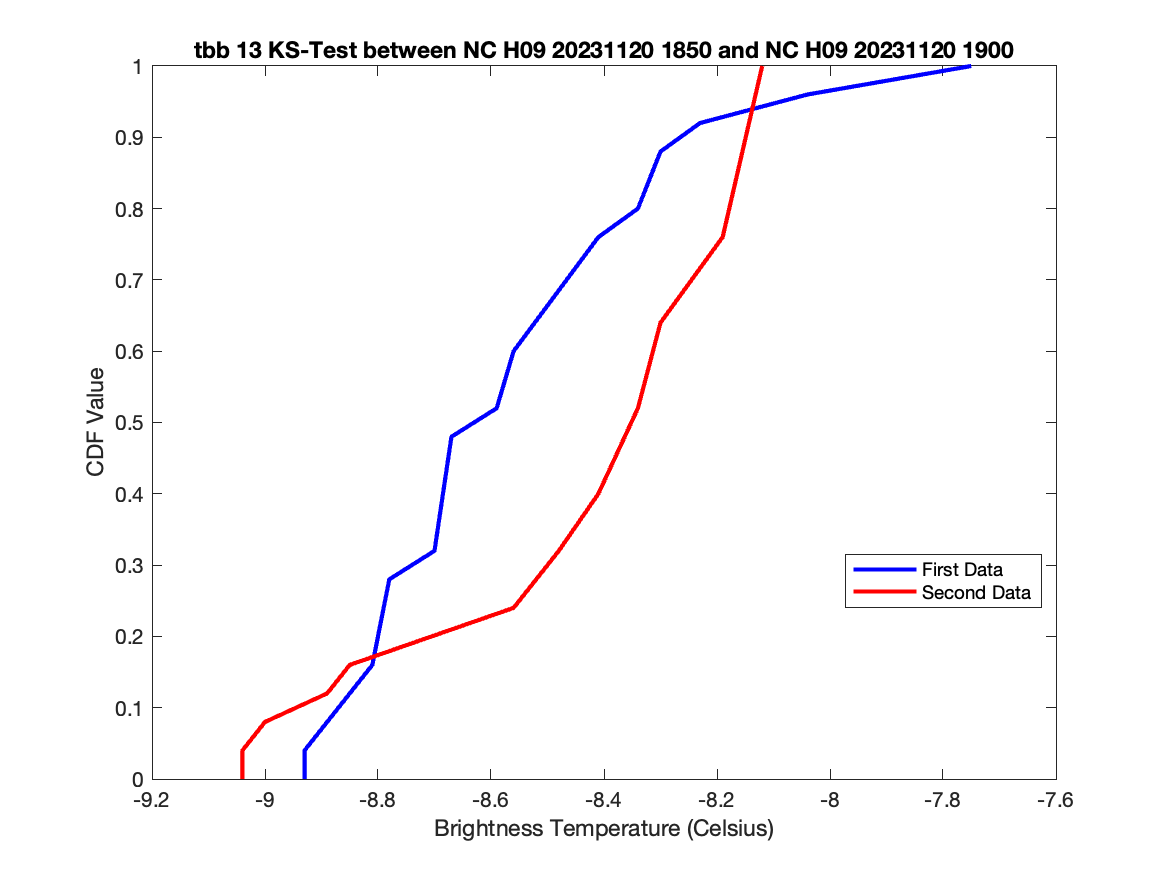 tbb 13 KS-Test between NC H09 20231120 1850 and NC H09 20231120 1900
1
0.9
0.8
0.7
0.6
0.5
0.4
0.3
0.2
0.1
0
CDF Value
First Data
Second Data
-9.2 -9 -8.8 -8.6 -8.4 -8.2 -8 -7.8 -7.6
Brightness Temperature (Celsius)